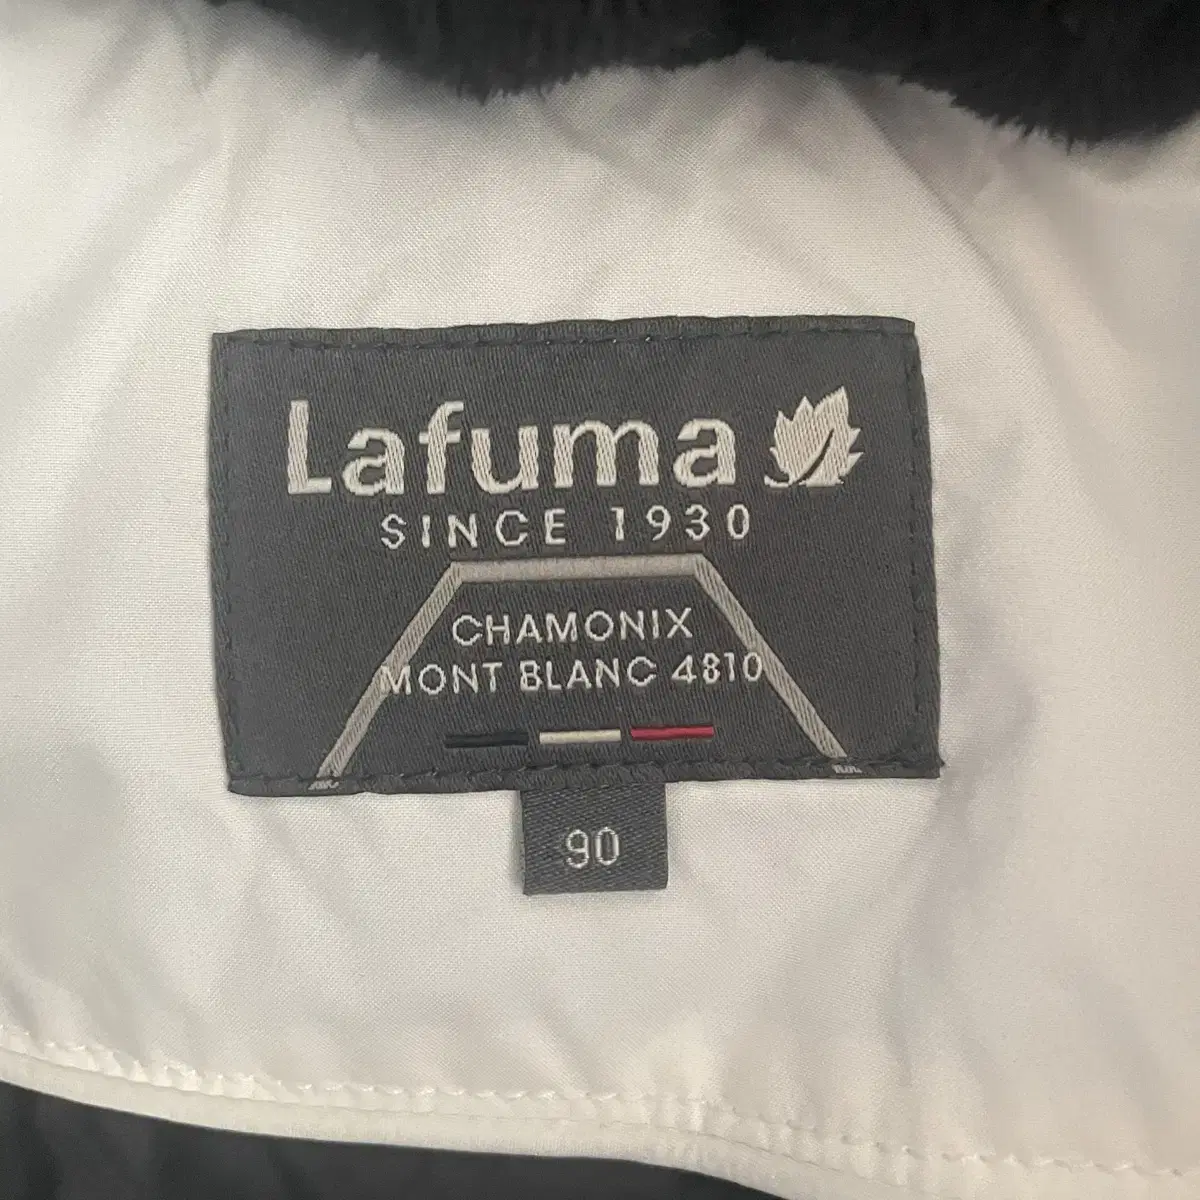 Lafuma
SINCE 1930
CHAMONIX
MONT BLANC 4810
90